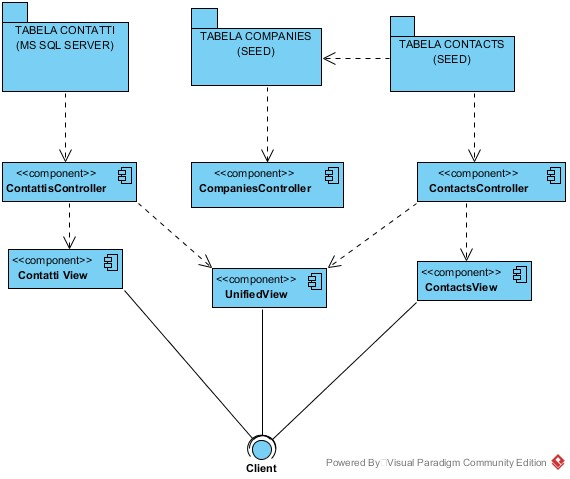 TABELA CONTATTI
(MS SQL SERVER)
TABELA COMPANIES
(SEED)
TABELA CONTACTS
(SEED)
<<component>>
ContattisController
<<component>>
CompaniesController
<<component>>
ContactsController
<<component>>
Contatti View
<<component>>
UnifiedView
<<component>>
ContactsView
Client
Powered By Visual Paradigm Community Edition